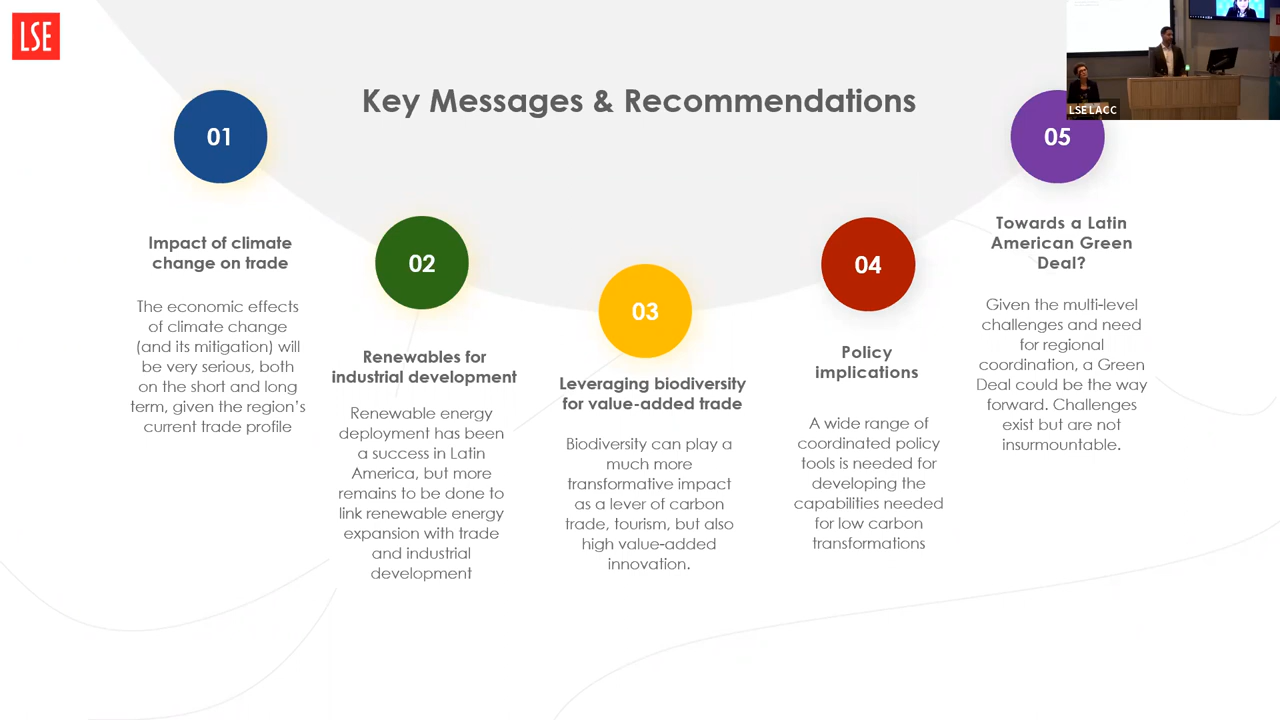 LSE
Key Messages & Recommendations
LSE LACC
01
Impact of climate
change on trade
The economic effects
of climate change
(and its mitigation) will
be very serious, both
on the short and long
term, given the region's
current trade profile
02
Renewables for
industrial development
Renewable energy
deployment has been
a success in Latin
America, but more
remains to be done to
link renewable energy
expansion with trade
and industrial
development
03
Leveraging biodiversity
for value-added trade
Biodiversity can play a
much more
transformative impact
as a lever of carbon
trade, tourism, but also
high value-added
innovation.
04
Policy
implications
A wide range of
coordinated policy
tools is needed for
developing the
capabilities needed
for low carbon
transformations
05
Towards a Latin
American Green
Deal?
Given the multi-level
challenges and need
for regional
coordination, a Green
Deal could be the way
forward. Challenges
exist but are not
insurmountable.